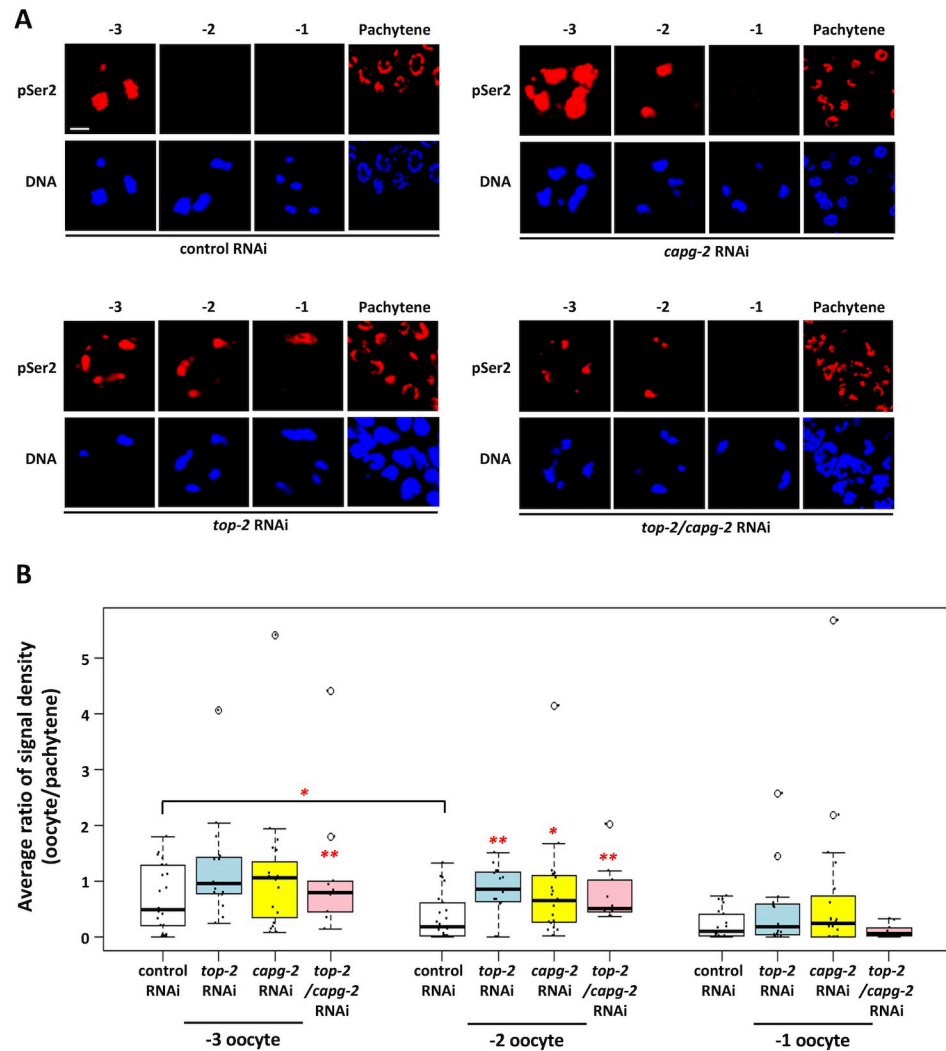 A
-3 -2 -1 Pachytene
pSer2
DNA
control RNAi
-3 -2 -1 Pachytene
pSer2
DNA
capg-2 RNAi
-3 -2 -1 Pachytene
pSer2
DNA
top-2 RNAi
-3 -2 -1 Pachytene
pSer2
DNA
top-2/capg-2 RNAi
B
Average ratio of signal density
(oocyte/pachytene)
5
4
3
2
1
0
*
**
**
*
**
control
RNAi
top-2
RNAi
capg-2
RNAi
top-2
/capg-2
RNAi
-3 oocyte
control
RNAi
top-2
RNAi
capg-2
RNAi
top-2
/capg-2
RNAi
-2 oocyte
control
RNAi
top-2
RNAi
capg-2
RNAi
top-2
/capg-2
RNAi
-1 oocyte